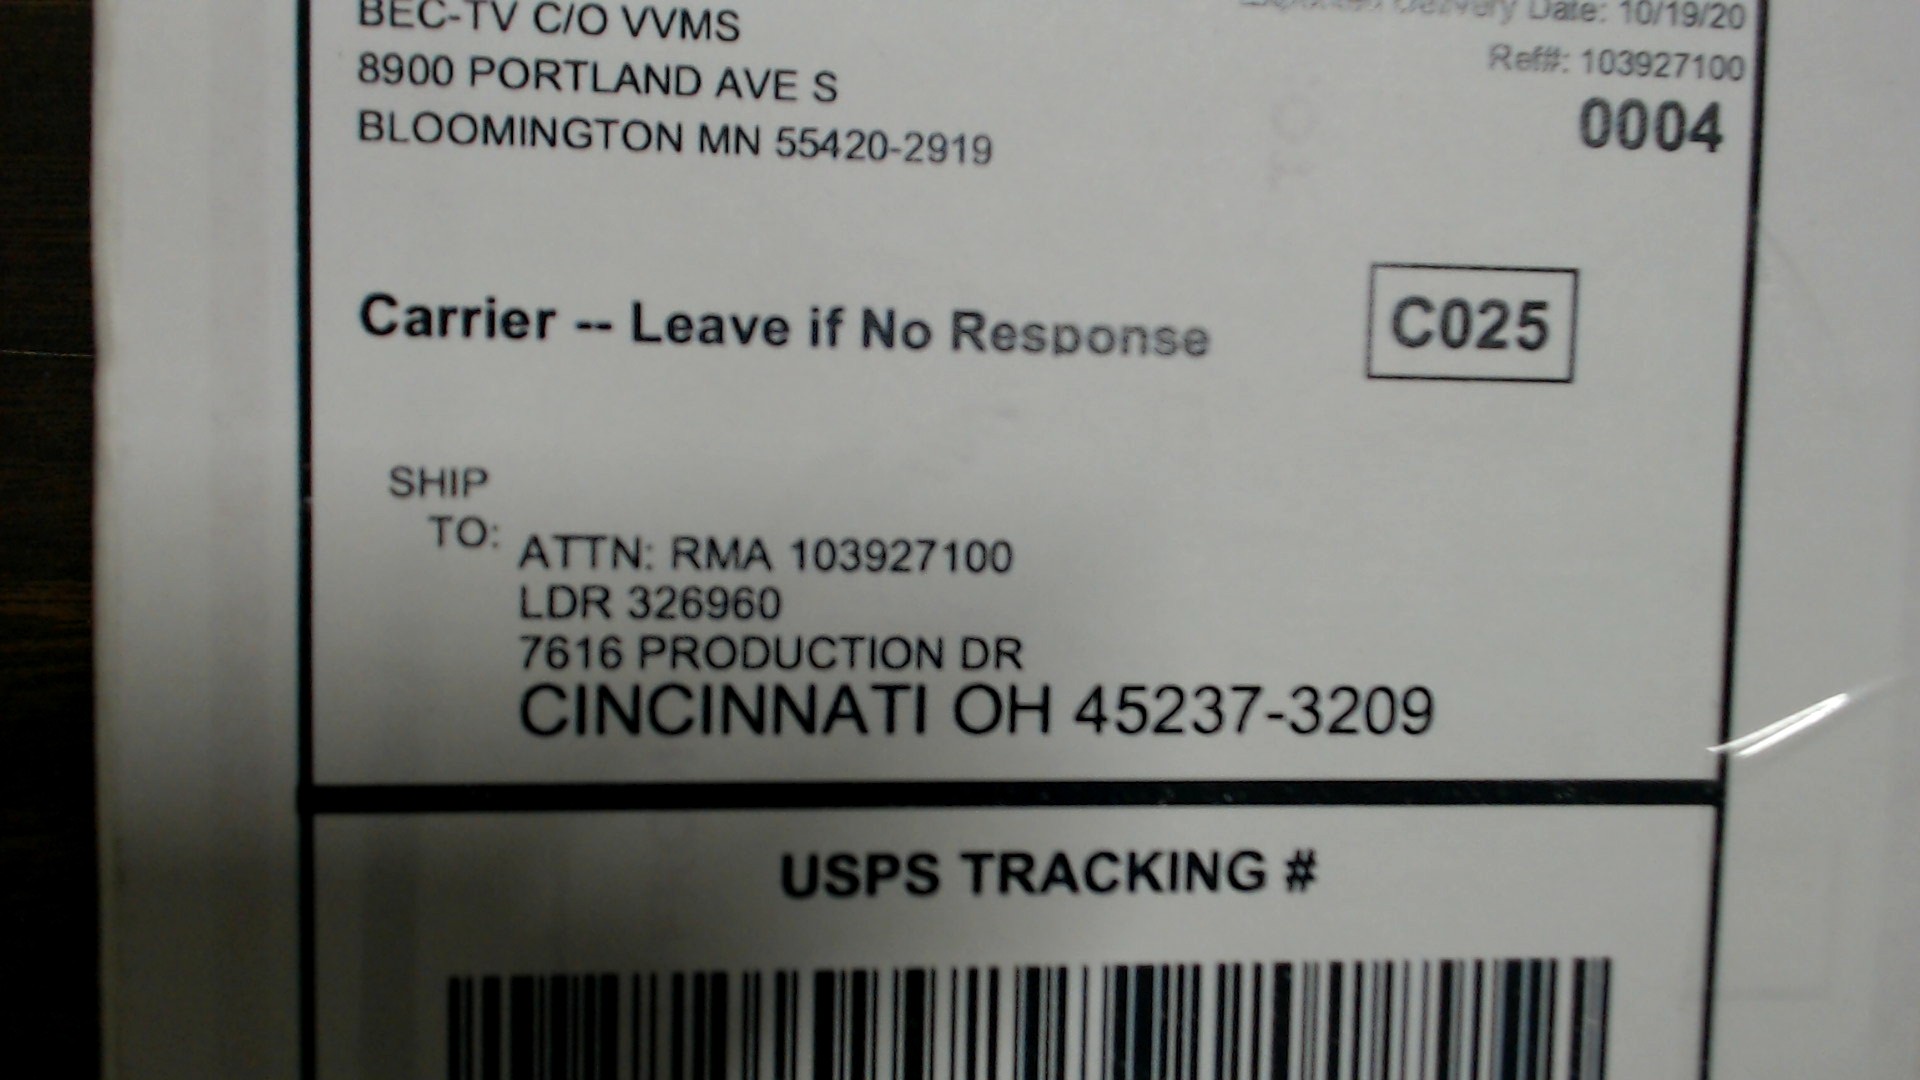 BEC-TV C/O VVMS
8900 PORTLAND AVE S
BLOOMINGTON MN 55420-2919
Expected Delivery Date: 10/19/20
Ref#: 103927100
0004
Carrier -- Leave if No Response
C025
SHIP
TO:
ATTN: RMA 103927100
LDR 326960
7616 PRODUCTION DR
CINCINNATI OH 45237-3209
USPS TRACKING #